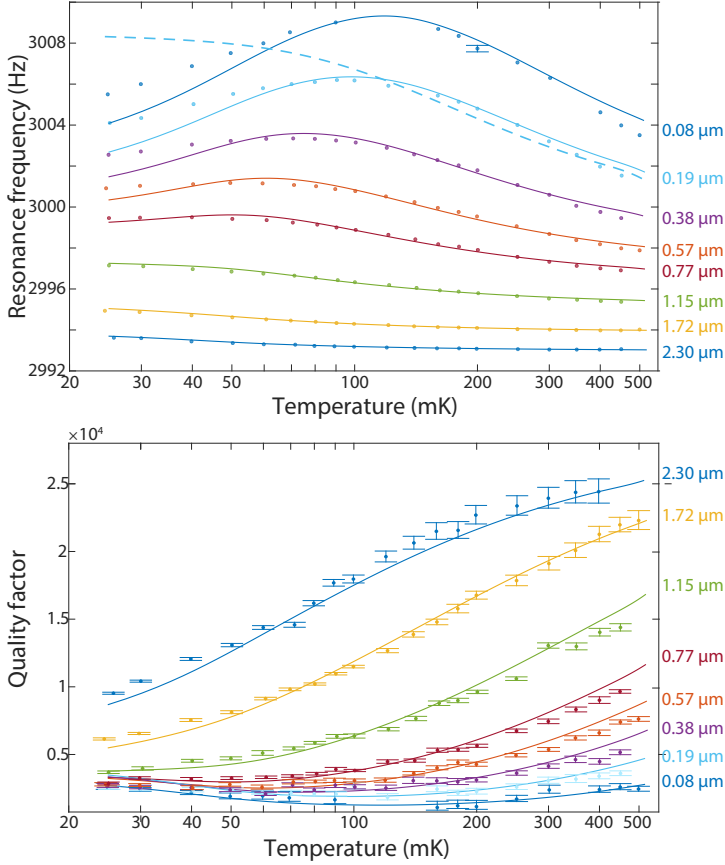 Resonance frequency (Hz)
3008
3004
3000
2996
2992
0.08 μm
0.19 μm
0.38 μm
0.57 μm
0.77 μm
1.15 μm
1.72 μm
2.30 μm
20 30 40 50 100 200 300 400 500
Temperature (mK)
×10⁴
Quality factor
2.5
2
1.5
1
0.5
2.30 μm
1.72 μm
1.15 μm
0.77 μm
0.57 μm
0.38 μm
0.19 μm
0.08 μm
20 30 40 50 100 200 300 400 500
Temperature (mK)